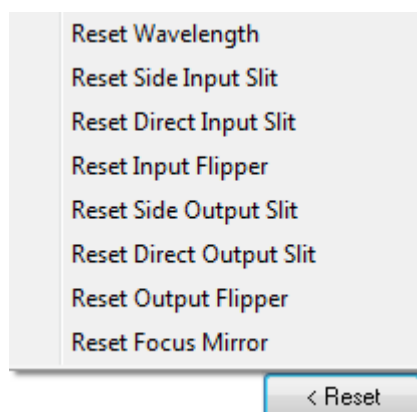 Reset Wavelength
Reset Side Input Slit
Reset Direct Input Slit
Reset Input Flipper
Reset Side Output Slit
Reset Direct Output Slit
Reset Output Flipper
Reset Focus Mirror
< Reset